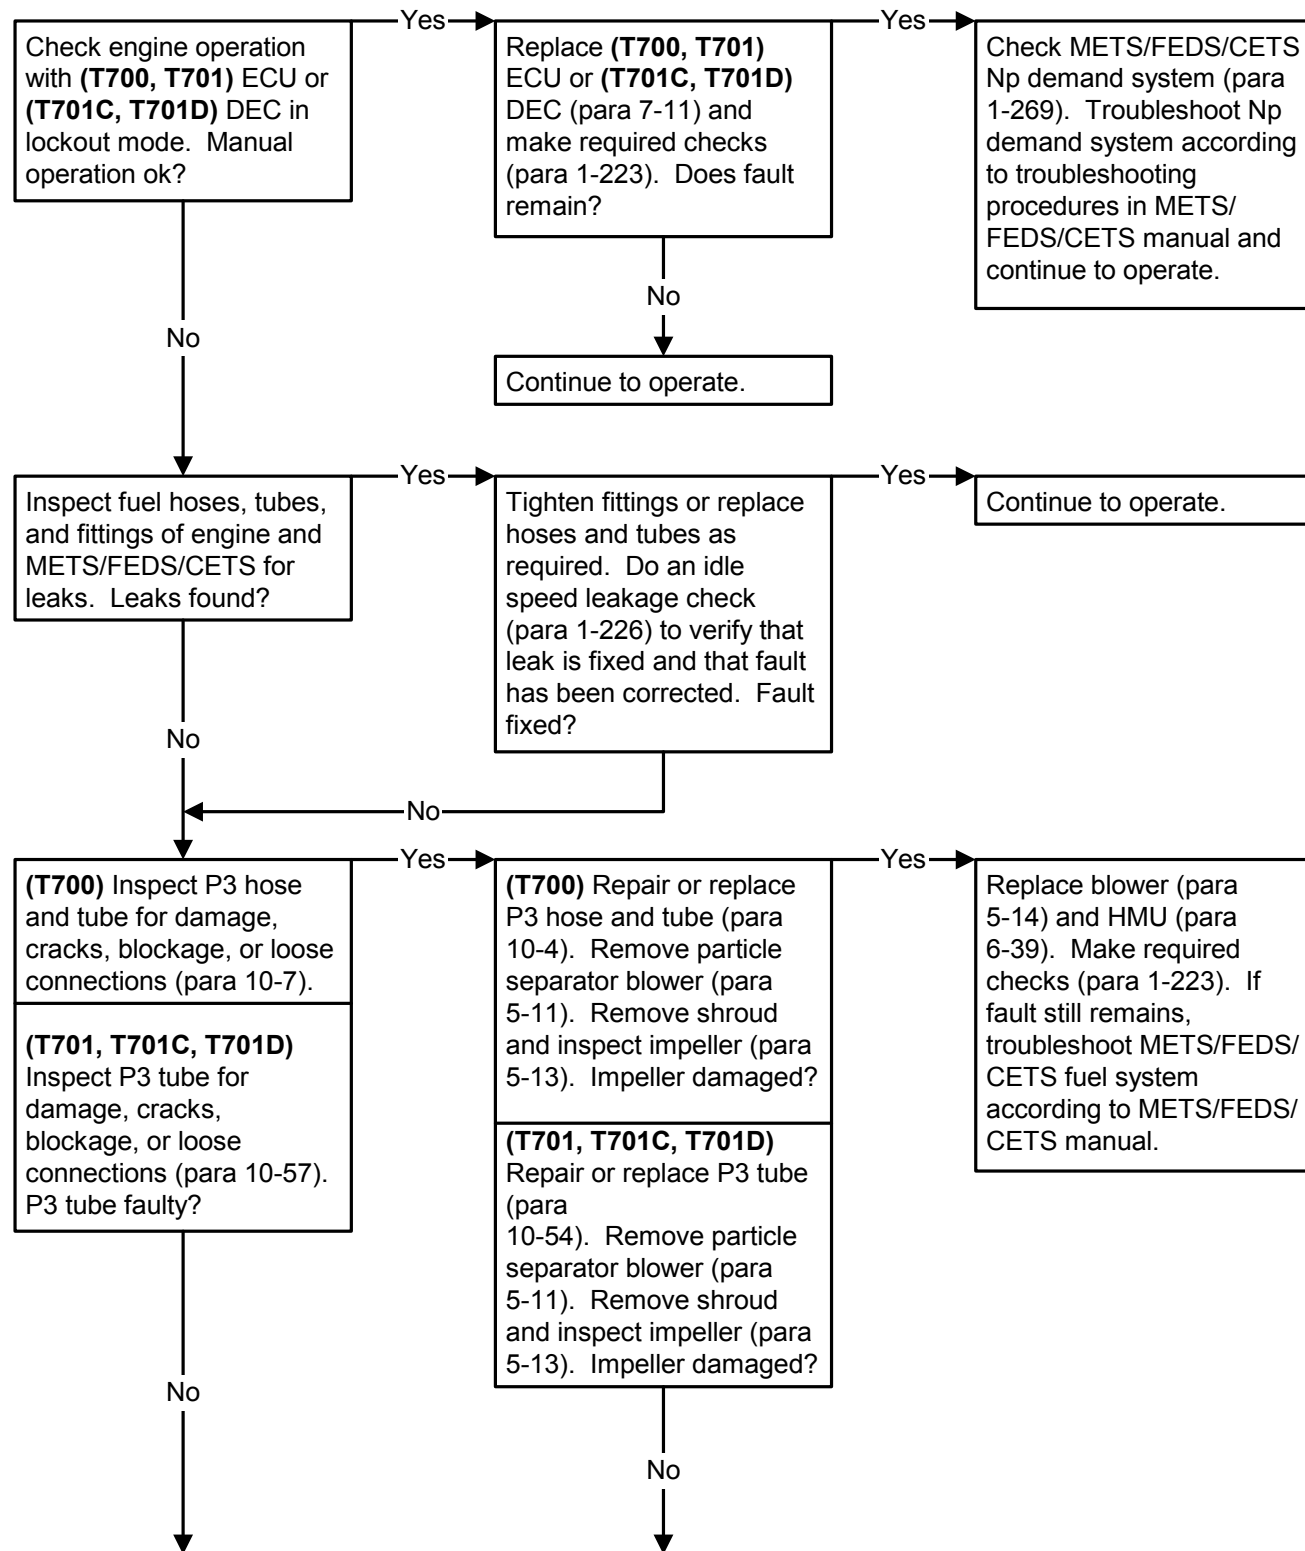 Check engine operation
with (T700, T701) ECU or
(T701C, T701D) DEC in
lockout mode.  Manual
operation ok?
Yes
Replace (T700, T701)
ECU or (T701C, T701D)
DEC (para 7-11) and
make required checks
(para 1-223).  Does fault
remain?
Yes
Check METS/FEDS/CETS
Np demand system (para
1-269).  Troubleshoot Np
demand system according
to troubleshooting
procedures in METS/
FEDS/CETS manual and
continue to operate.
No
No
Continue to operate.
Inspect fuel hoses, tubes,
and fittings of engine and
METS/FEDS/CETS for
leaks.  Leaks found?
Yes
Tighten fittings or replace
hoses and tubes as
required.  Do an idle
speed leakage check
(para 1-226) to verify that
leak is fixed and that fault
has been corrected.  Fault
fixed?
Yes
Continue to operate.
No
No
(T700) Inspect P3 hose
and tube for damage,
cracks, blockage, or loose
connections (para 10-7).
(T701, T701C, T701D)
Inspect P3 tube for
damage, cracks,
blockage, or loose
connections (para 10-57).
P3 tube faulty?
Yes
(T700) Repair or replace
P3 hose and tube (para
10-4).  Remove particle
separator blower (para
5-11).  Remove shroud
and inspect impeller (para
5-13).  Impeller damaged?
(T701, T701C, T701D)
Repair or replace P3 tube
(para
10-54).  Remove particle
separator blower (para
5-11).  Remove shroud
and inspect impeller (para
5-13).  Impeller damaged?
Yes
Replace blower (para
5-14) and HMU (para
6-39).  Make required
checks (para 1-223).  If
fault still remains,
troubleshoot METS/FEDS/
CETS fuel system
according to METS/FEDS/
CETS manual.
No
No